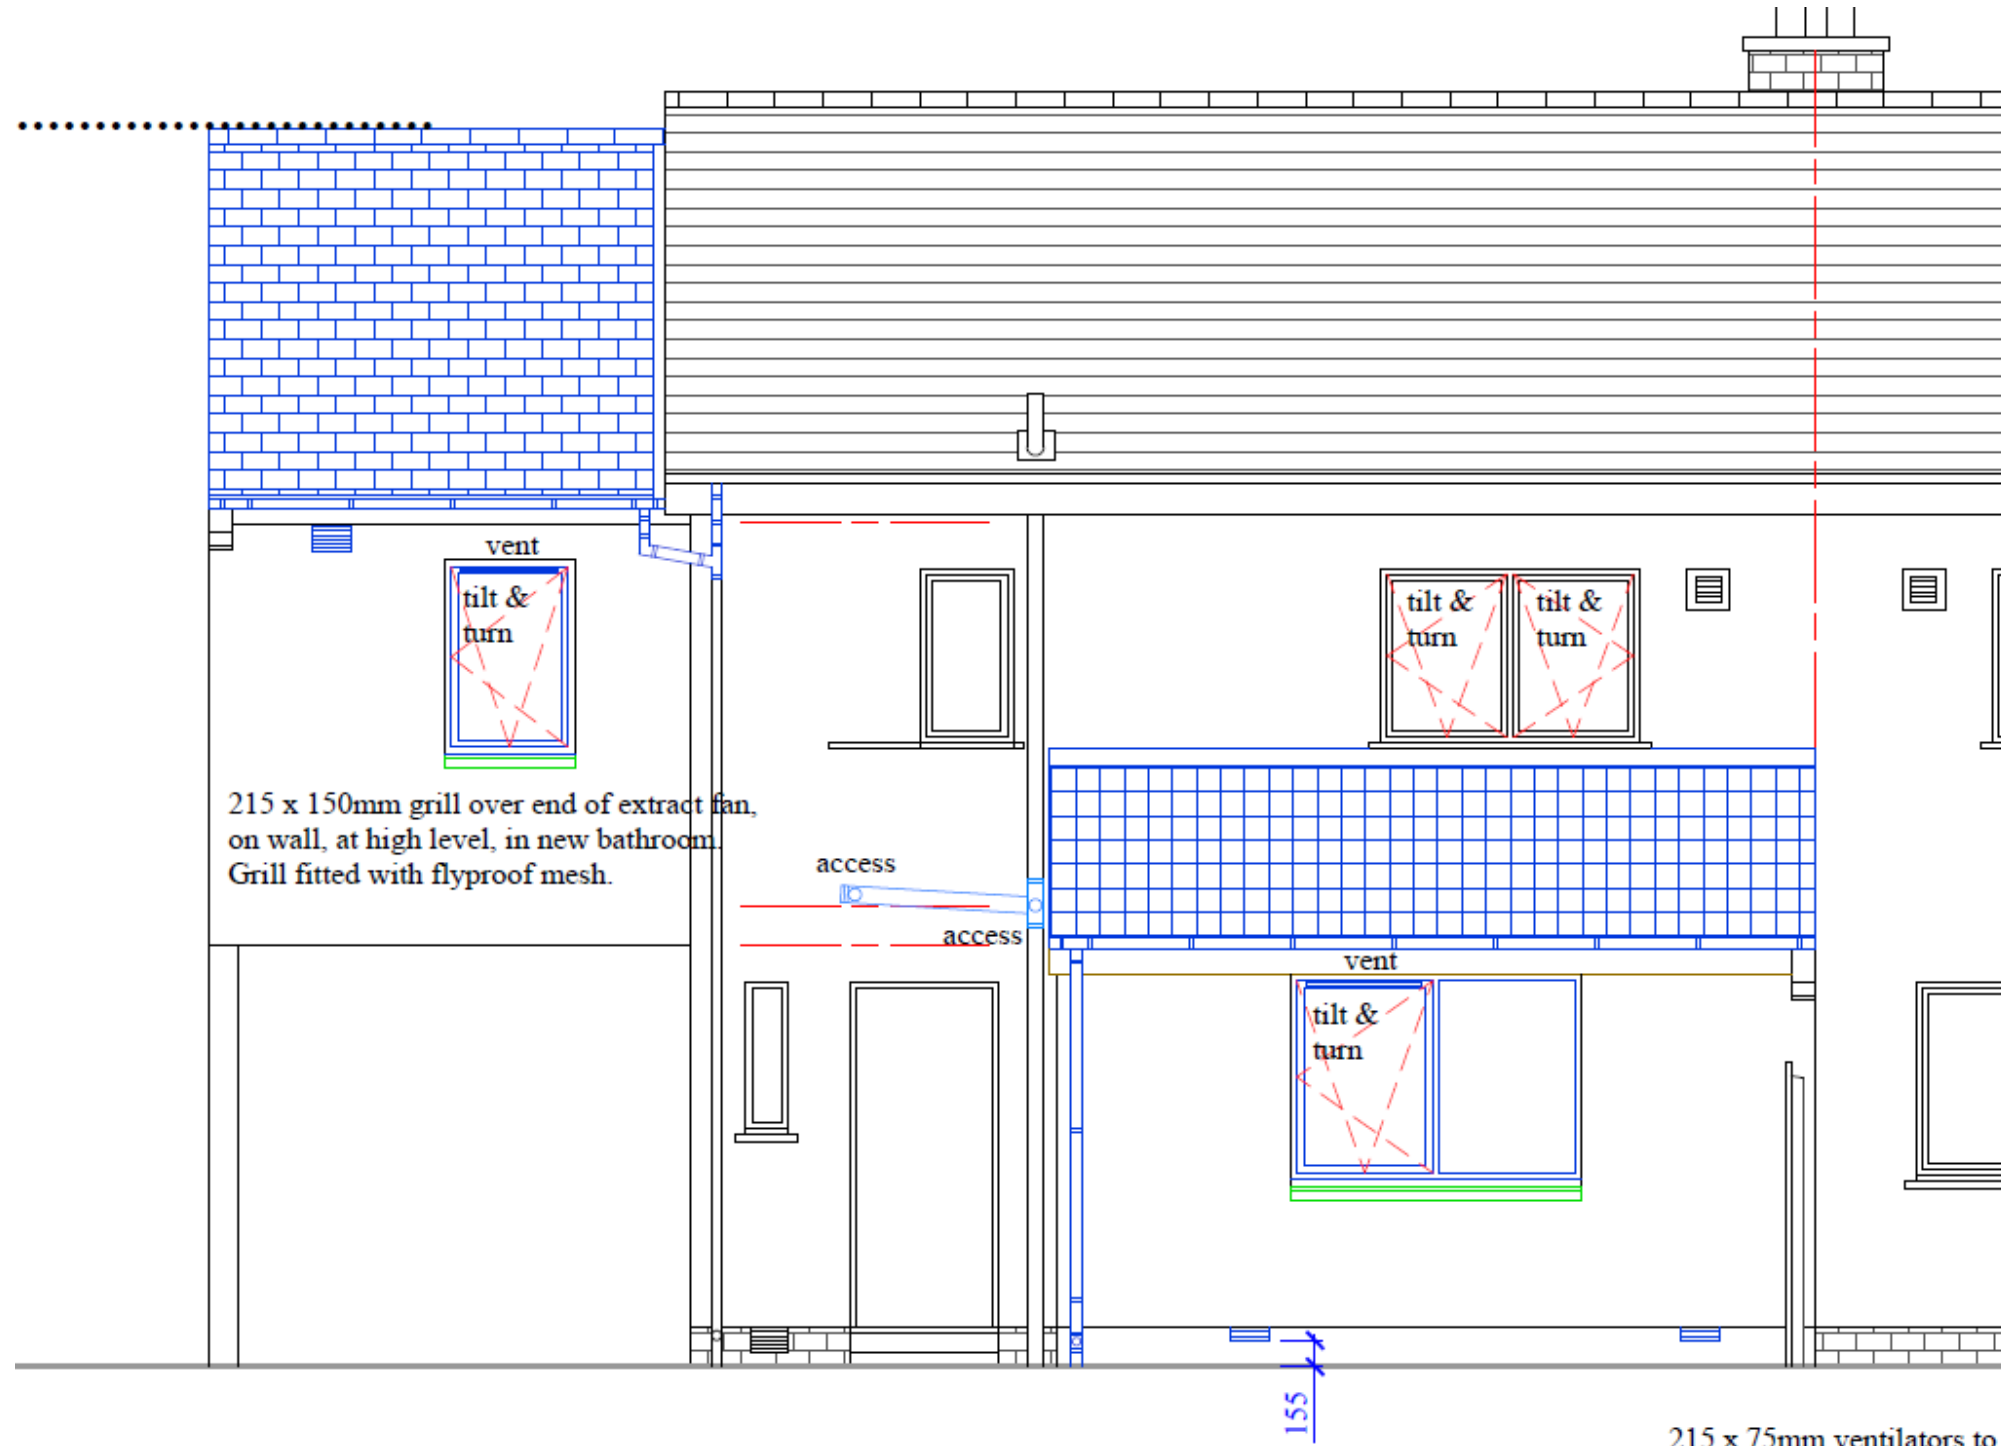 vent
tilt &
turn
tilt &
turn
tilt &
turn
215 x 150mm grill over end of extract fan,
on wall, at high level, in new bathroom.
Grill fitted with flyproof mesh.
access
access
vent
tilt &
turn
155
215 x 75mm ventilators to